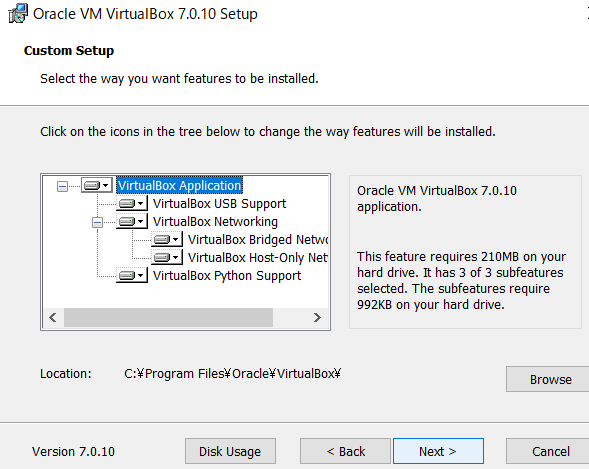 Oracle VM VirtualBox 7.0.10 Setup
Custom Setup
Select the way you want features to be installed.
Click on the icons in the tree below to change the way features will be installed.
VirtualBox Application
VirtualBox USB Support
VirtualBox Networking
VirtualBox Bridged Netwo
VirtualBox Host-Only Net
VirtualBox Python Support
Oracle VM VirtualBox 7.0.10
application.
This feature requires 210MB on your
hard drive. It has 3 of 3 subfeatures
selected. The subfeatures require
992KB on your hard drive.
Location: C:¥Program Files¥Oracle¥VirtualBox¥
Browse
Version 7.0.10
Disk Usage
< Back
Next >
Cancel